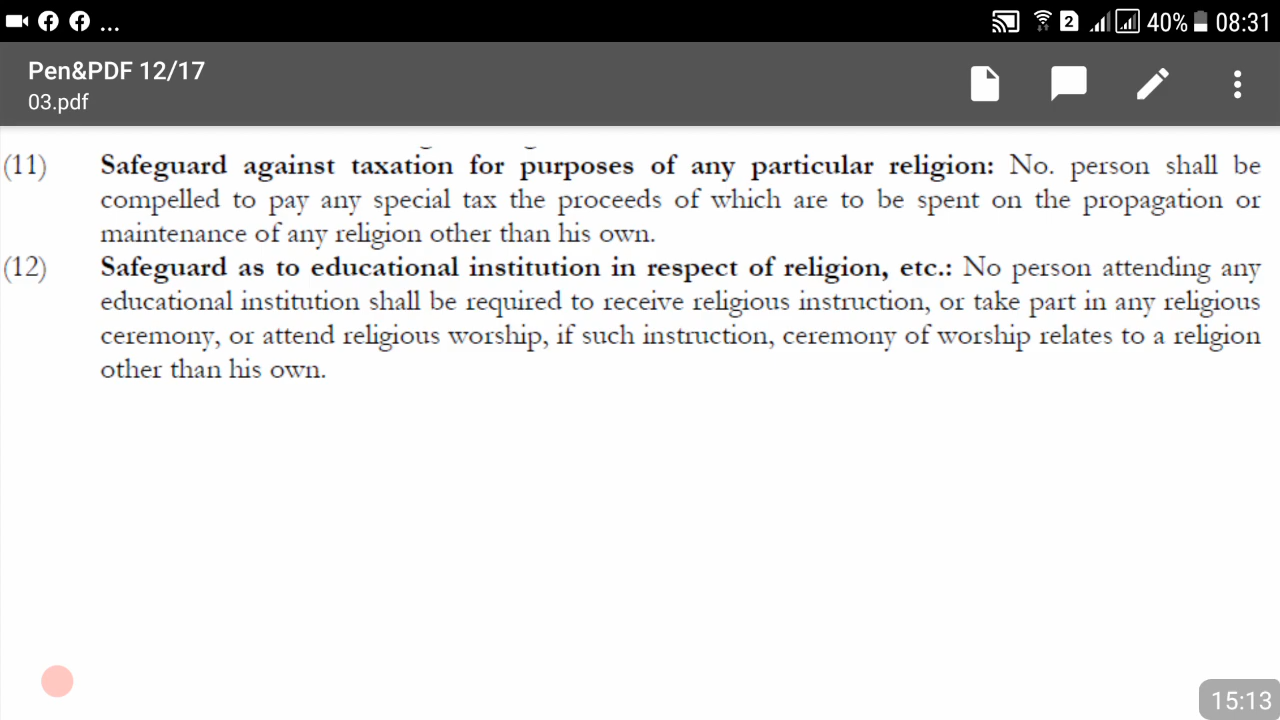 ... 2 40% 08:31
Pen&PDF 12/17
03.pdf
(11) Safeguard against taxation for purposes of any particular religion: No. person shall be
compelled to pay any special tax the proceeds of which are to be spent on the propagation or
maintenance of any religion other than his own.
(12) Safeguard as to educational institution in respect of religion, etc.: No person attending any
educational institution shall be required to receive religious instruction, or take part in any religious
ceremony, or attend religious worship, if such instruction, ceremony of worship relates to a religion
other than his own.
15:13